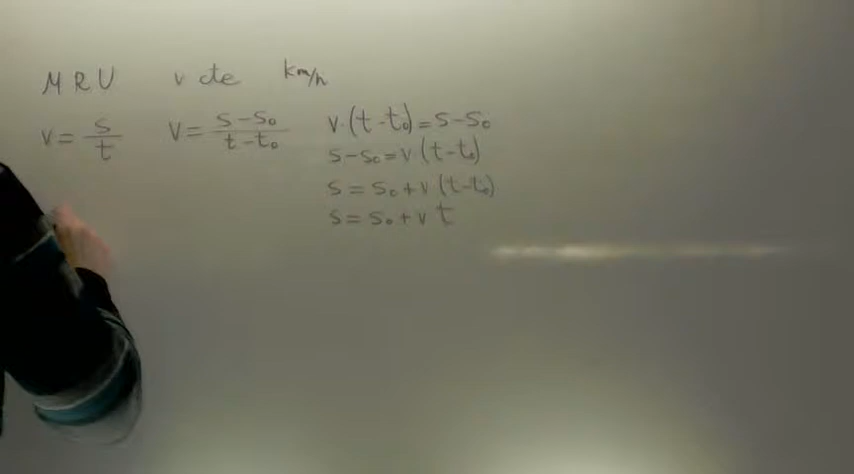 MRU v cte km/h
v = s/t v = s-s₀/t-t₀ v·(t-t₀)=s-s₀
s-s₀=v(t-t₀)
s=s₀+v(t-t₀)
s=s₀+v t